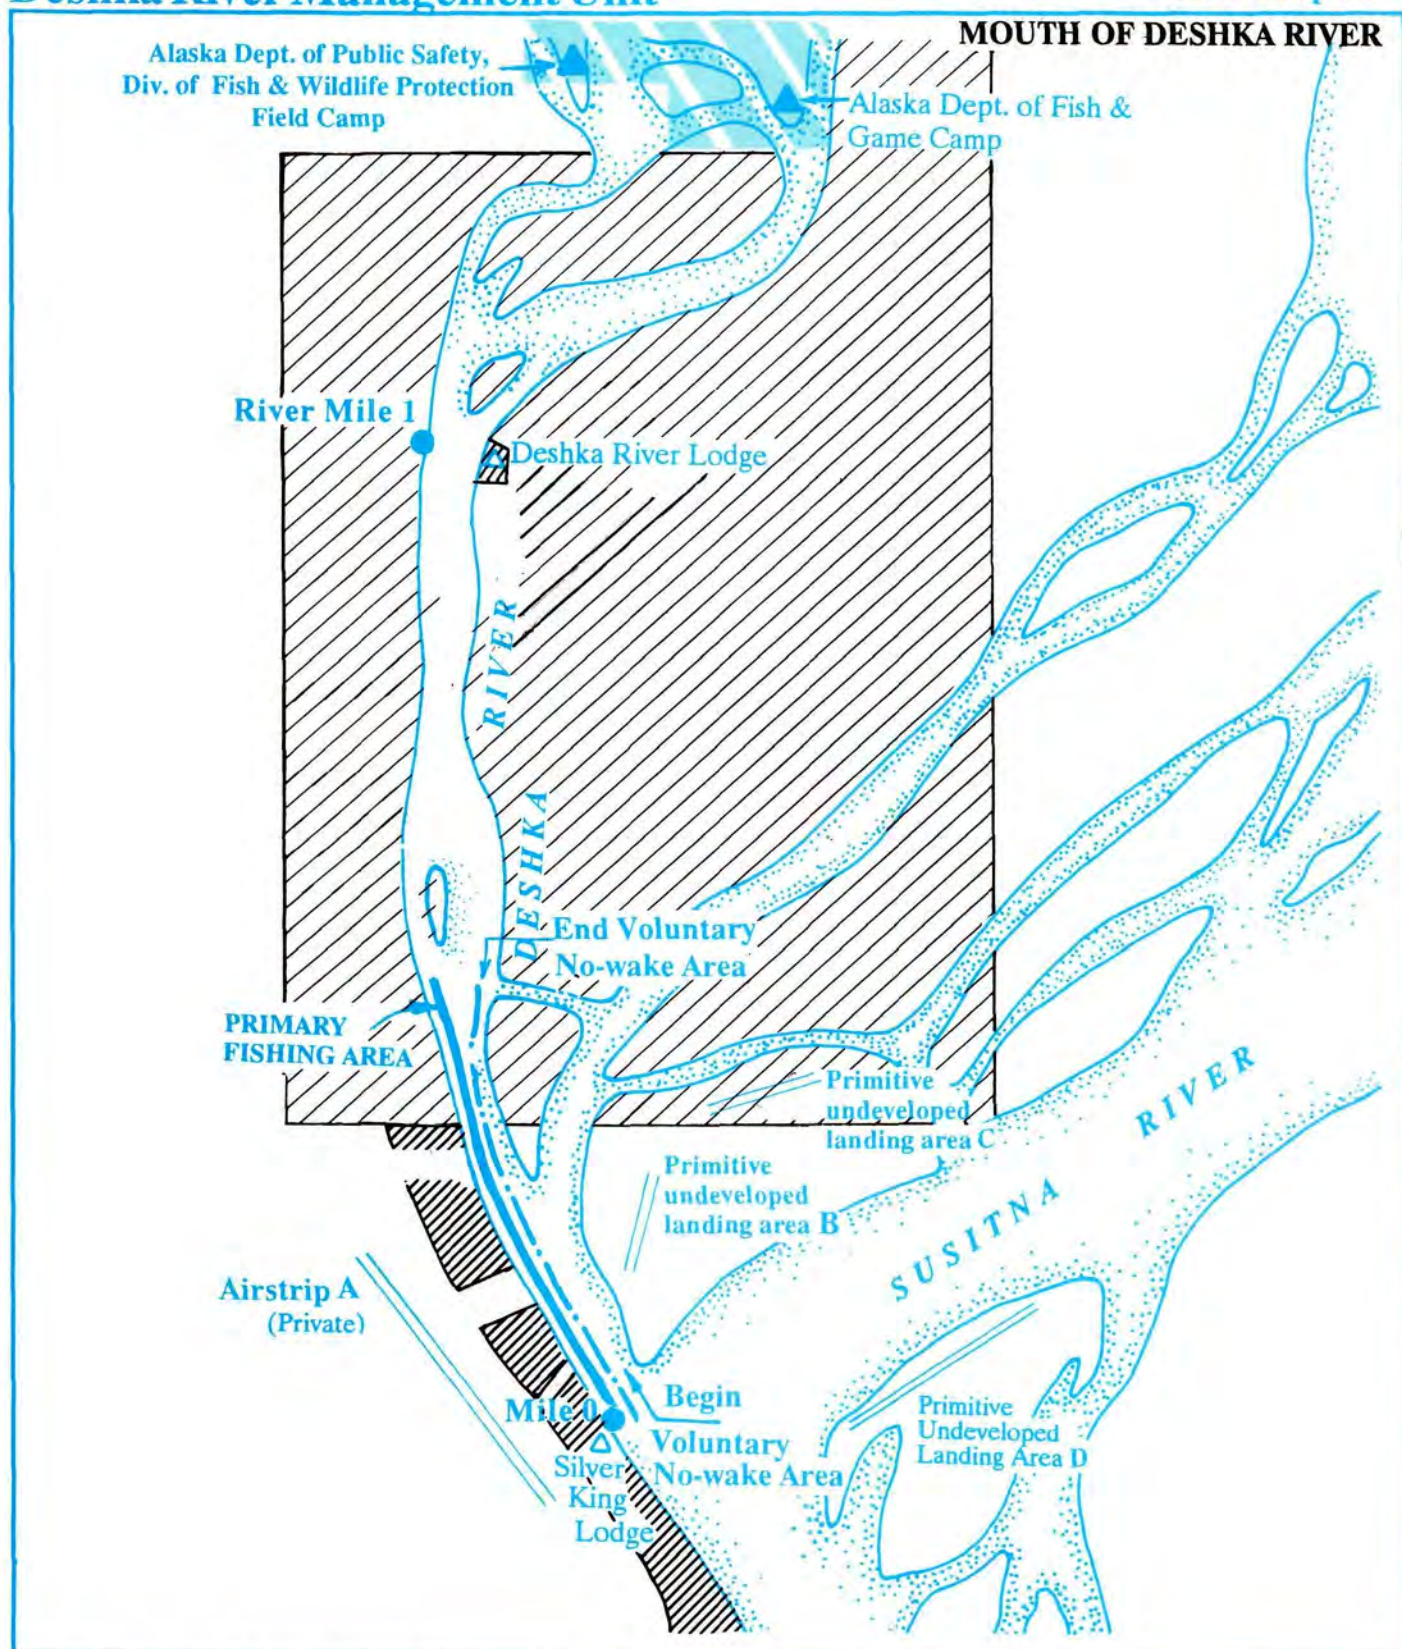 MOUTH OF DESHKA RIVER
Alaska Dept. of Public Safety,
Div. of Fish & Wildlife Protection
Field Camp
Alaska Dept. of Fish &
Game Camp
River Mile 1
Deshka River Lodge
DESHKA RIVER
End Voluntary
No-wake Area
PRIMARY
FISHING AREA
Primitive
undeveloped
landing area C
Primitive
undeveloped
landing area B
SUSITNA RIVER
Airstrip A
(Private)
Begin
Voluntary
No-wake Area
Mile 0
Silver
King
Lodge
Primitive
Undeveloped
Landing Area D